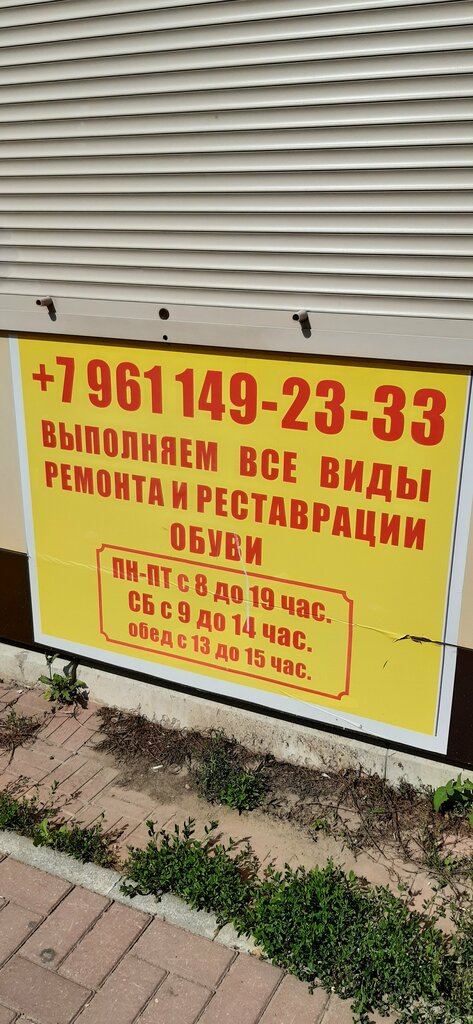 +7 961 149-23-33
ВЫПОЛНЯЕМ ВСЕ ВИДЫ
РЕМОНТА И РЕСТАВРАЦИИ
ОБУВИ
ПН-ПТ с 8 до 19 час.
СБ с 9 до 14 час.
обед с 13 до 15 час.